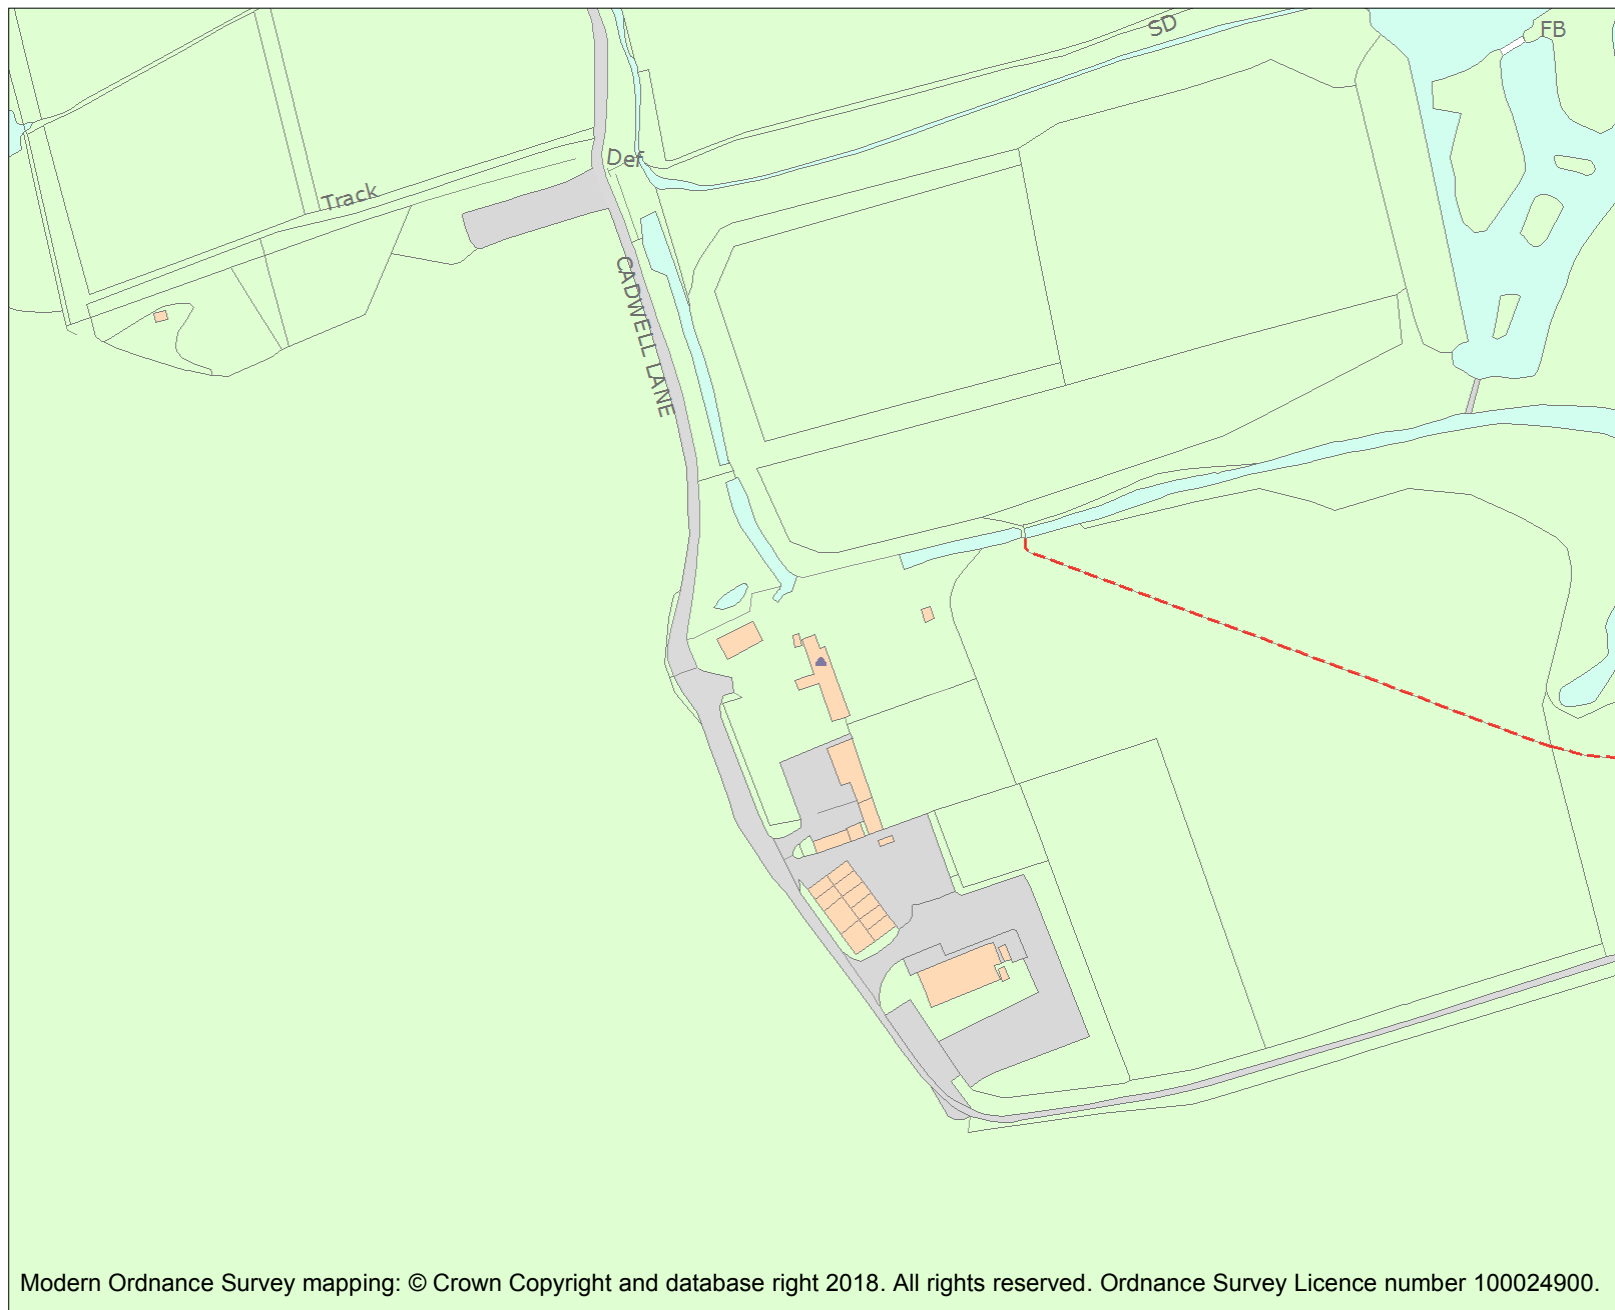 SD
FB
Def
Track
CADWELL LANE
Modern Ordnance Survey mapping: © Crown Copyright and database right 2018. All rights reserved. Ordnance Survey Licence number 100024900.